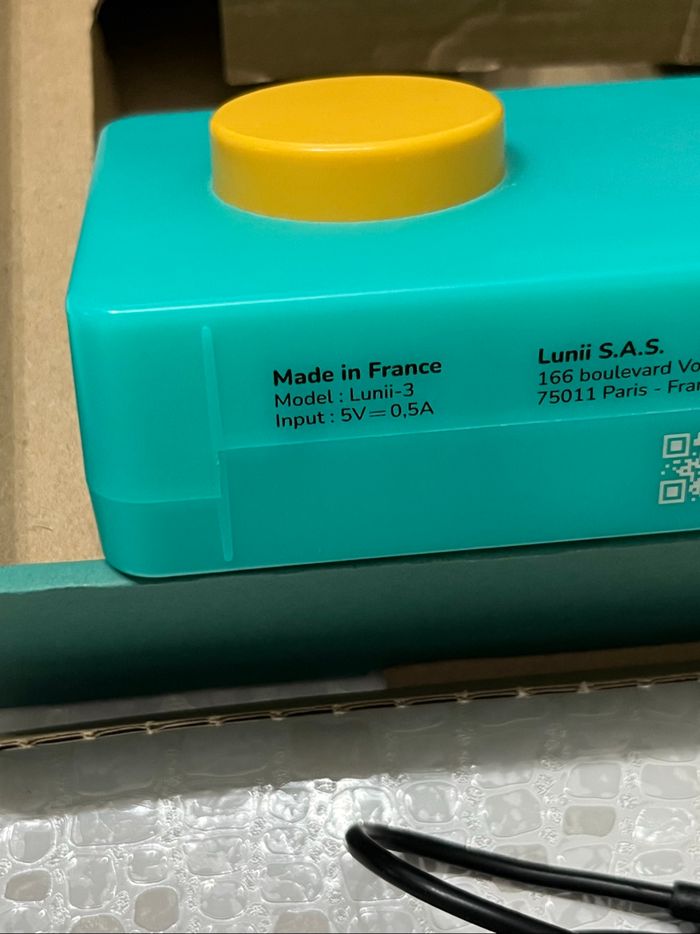 Made in France
Model : Lunii-3
Input : 5V⎓0,5A
Lunii S.A.S.
166 boulevard
75011 Paris -